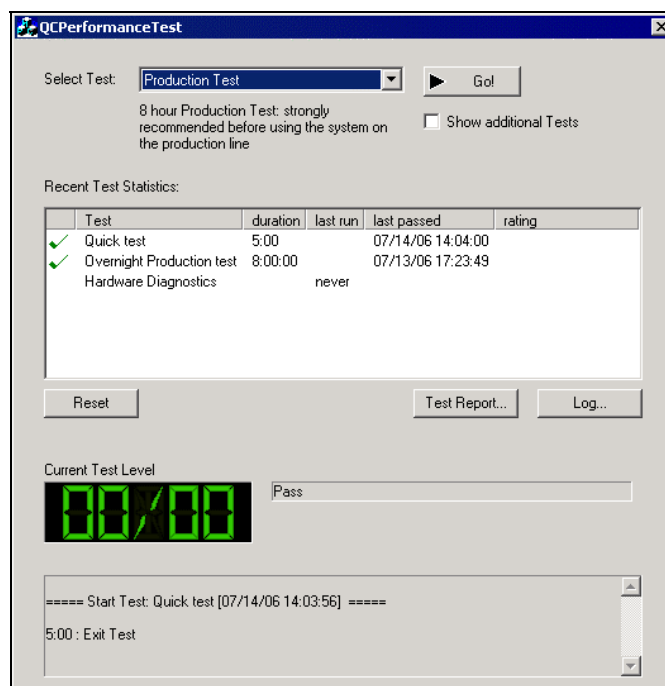 QCPerformanceTest
Select Test: Production Test Go!
8 hour Production Test: strongly
recommended before using the system on
the production line
Show additional Tests
Recent Test Statistics:
Test duration last run last passed rating
Quick test 5:00 07/14/06 14:04:00
Overnight Production test 8:00:00 07/13/06 17:23:49
Hardware Diagnostics never
Reset Test Report... Log...
Current Test Level
00/00 Pass
===== Start Test: Quick test [07/14/06 14:03:56] =====
5:00 : Exit Test